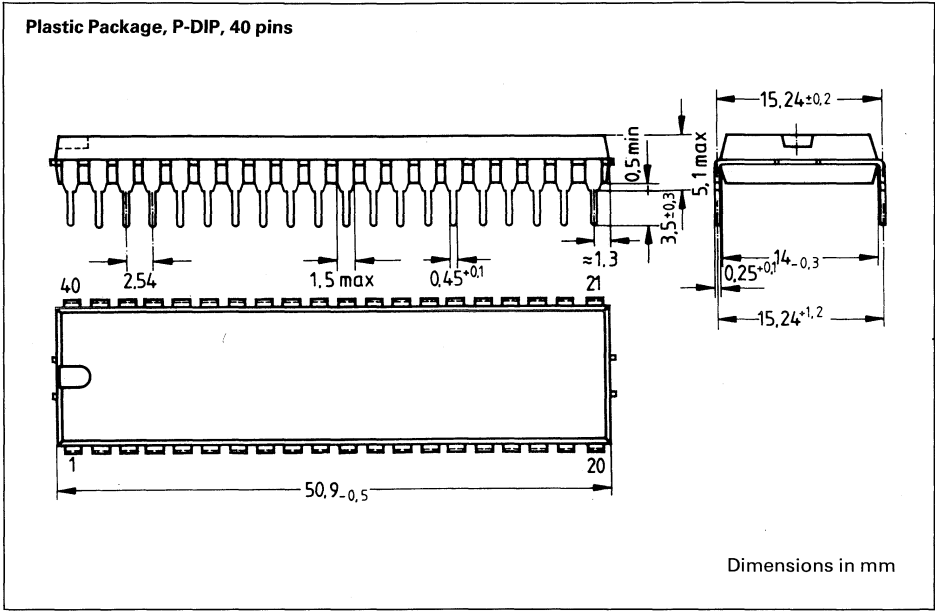 Plastic Package, P-DIP, 40 pins
15,24±0,2
0,5 min
5,1 max
3,5±0,3
≈1,3
2.54
1,5 max
0,45+0,1
14-0,3
0,25+0,1
15,24+1,2
40
21
1
20
50,9-0,5
Dimensions in mm